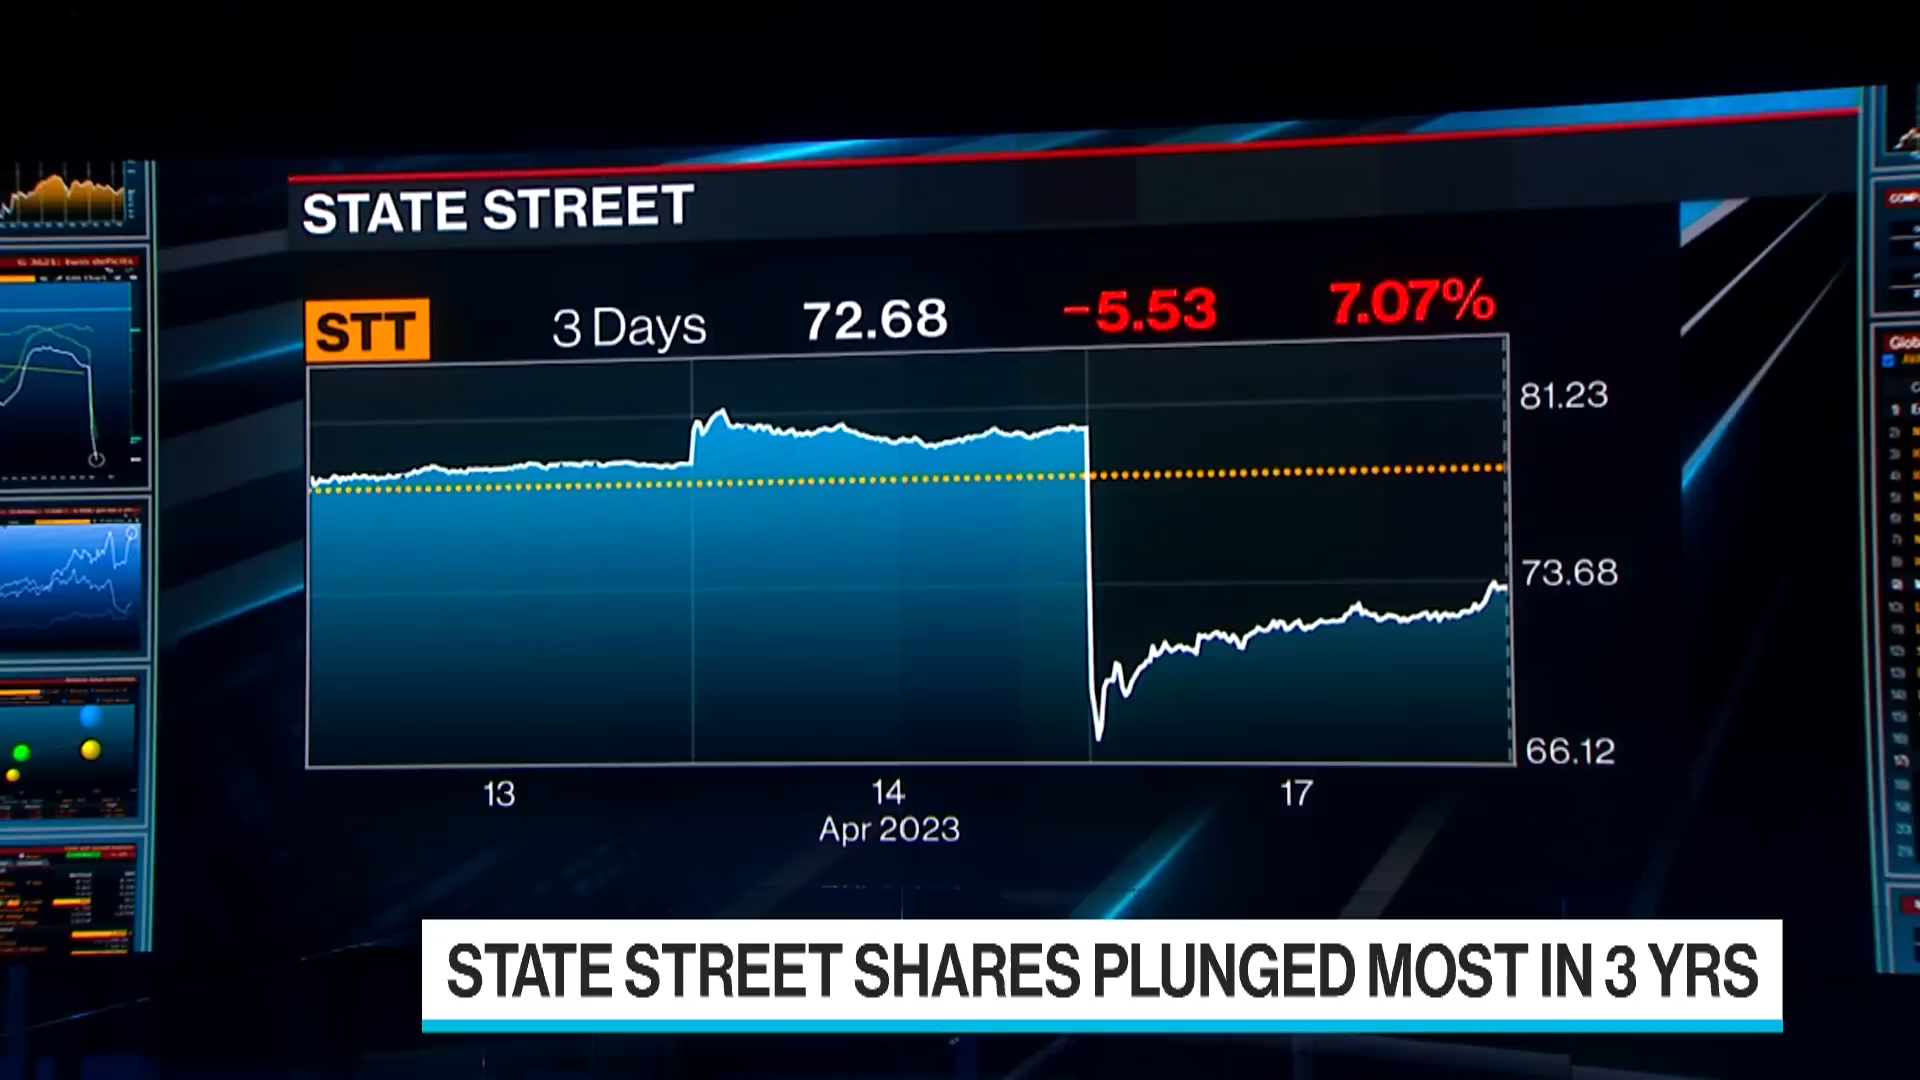 STATE STREET
STT 3 Days 72.68 -5.53 7.07%
81.23
73.68
66.12
13 14 17
Apr 2023
STATE STREET SHARES PLUNGED MOST IN 3 YRS